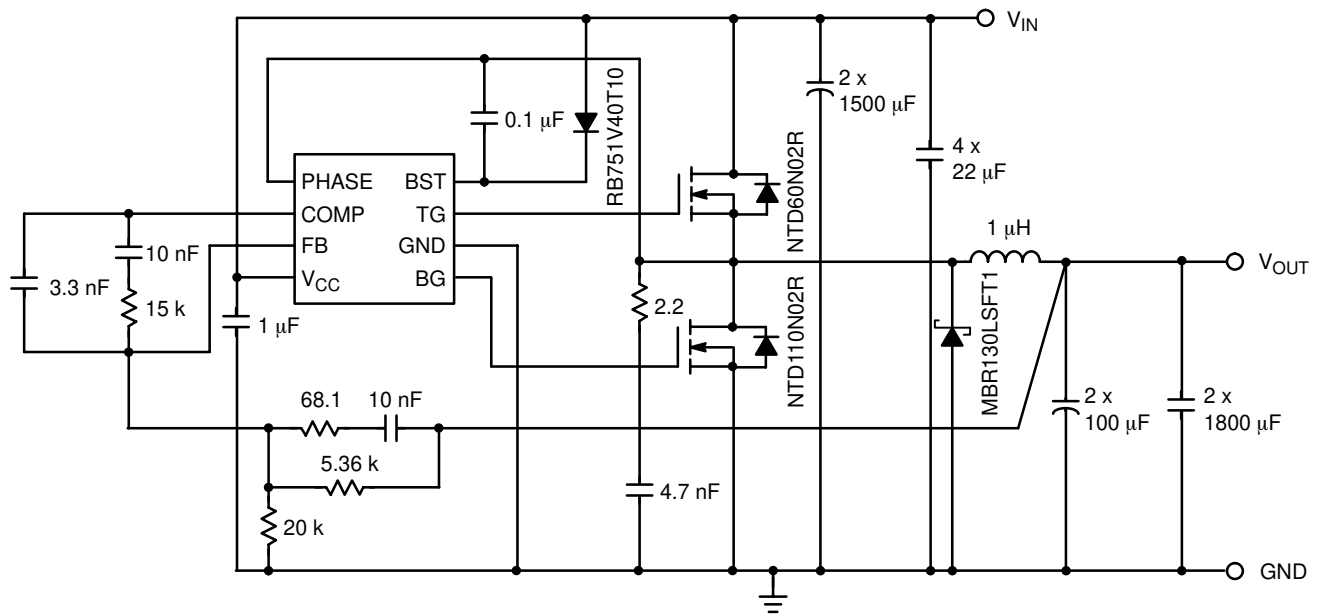 V_IN
2 x
1500 μF
0.1 μF
RB751V40T10
4 x
22 μF
PHASE
BST
COMP
TG
FB
GND
V_CC
BG
NTD60N02R
10 nF
3.3 nF
15 k
1 μF
1 μH
V_OUT
2.2
NTD110N02R
MBR130LSFT1
2 x
100 μF
2 x
1800 μF
68.1
10 nF
5.36 k
4.7 nF
20 k
GND